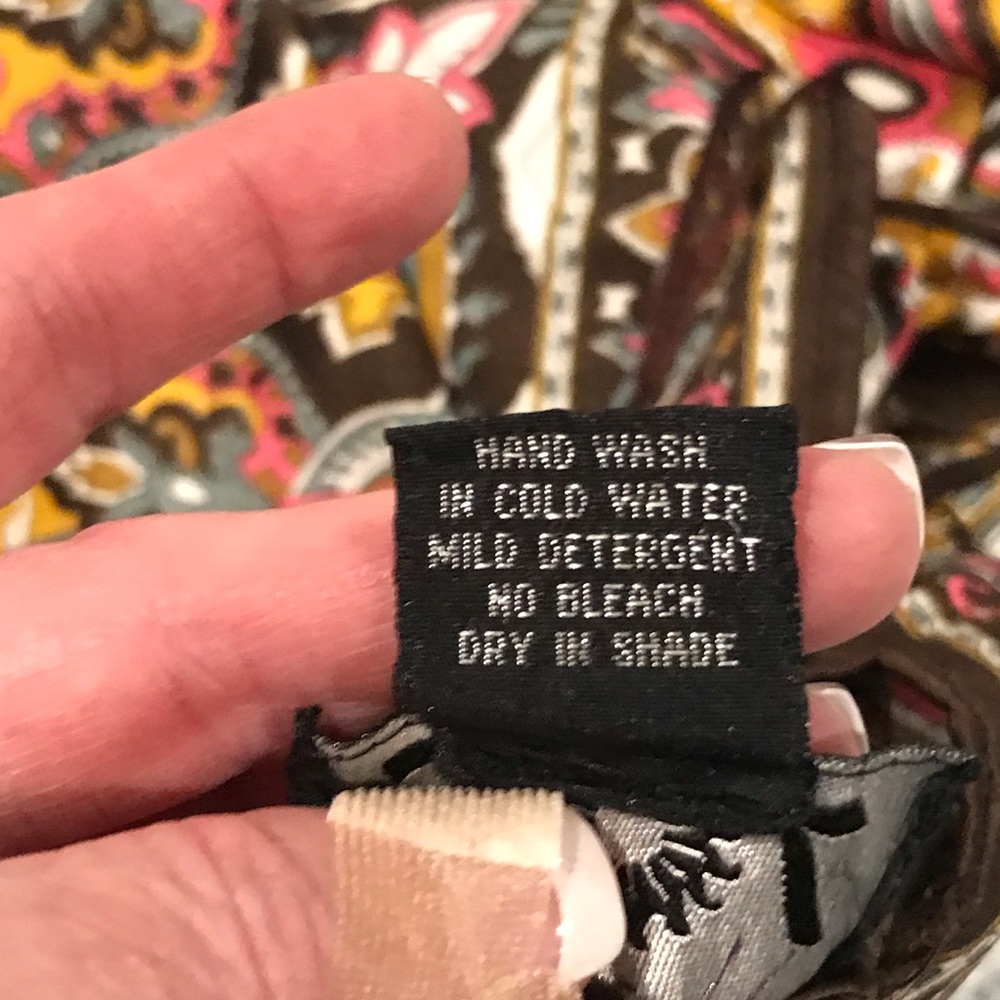 HAND WASH
IN COLD WATER
MILD DETERGENT
NO BLEACH
DRY IN SHADE